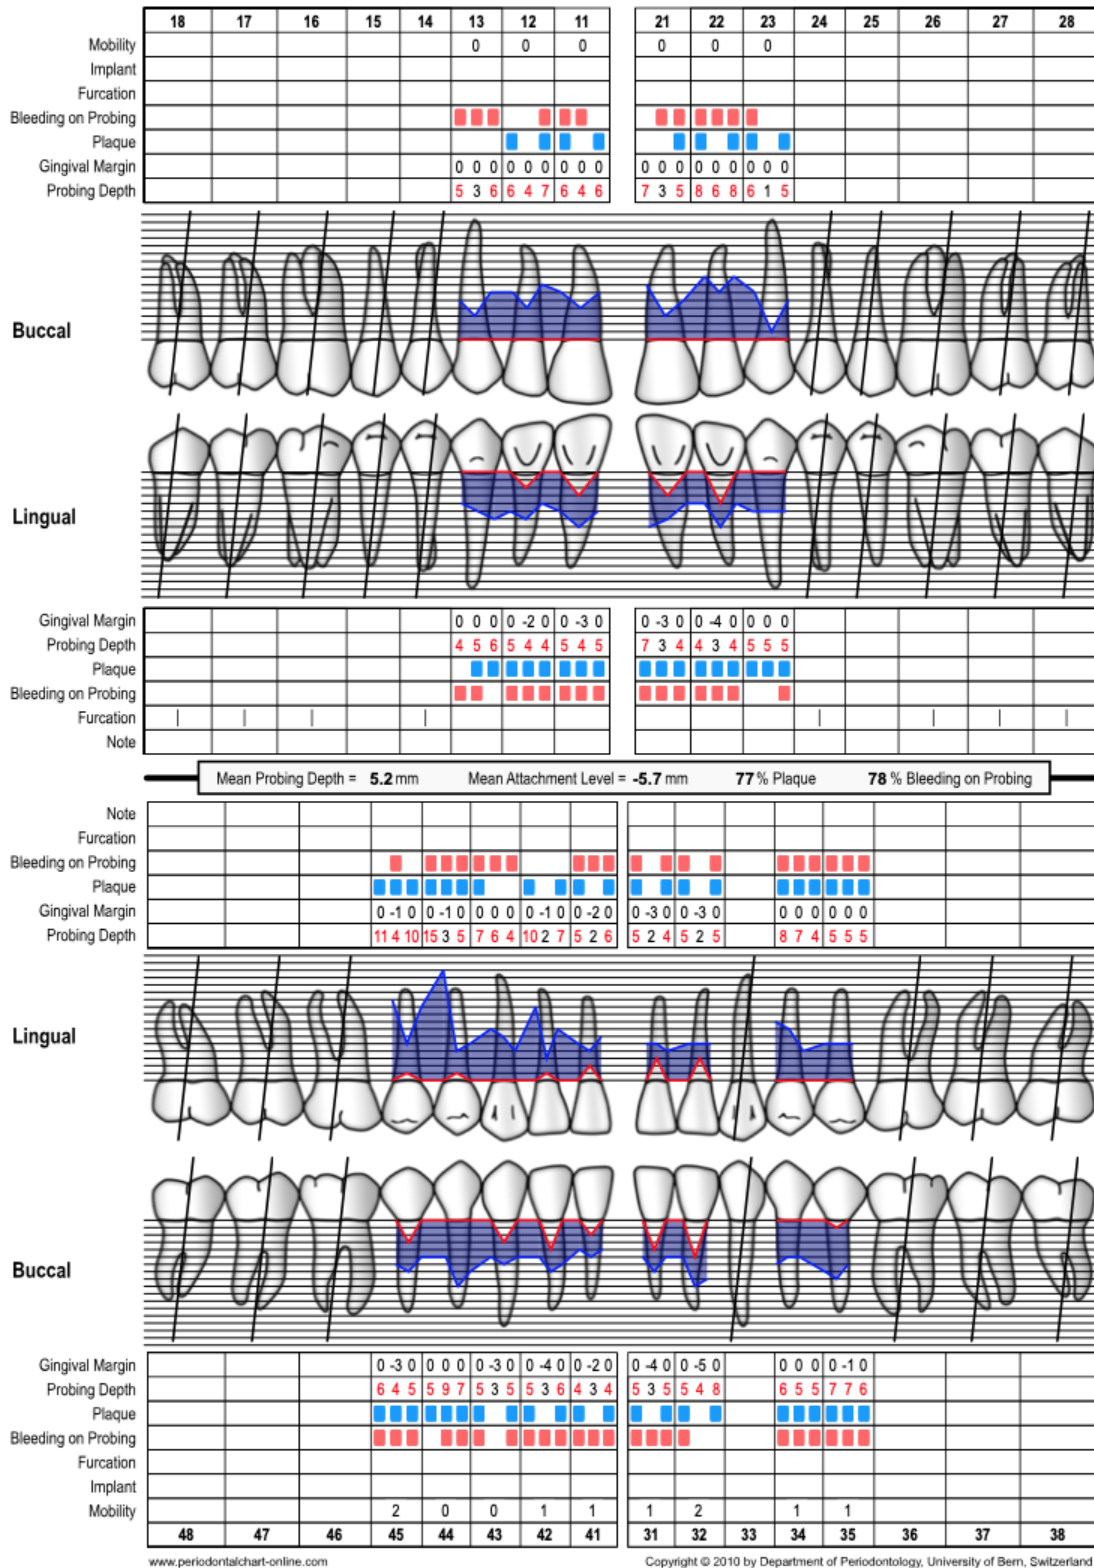 18 17 16 15 14 13 12 11 21 22 23 24 25 26 27 28
Mobility 0 0 0 0 0 0
Implant
Furcation
Bleeding on Probing
Plaque
Gingival Margin 0 0 0 0 0 0 0 0 0 0 0 0 0 0 0 0 0 0
Probing Depth 5 3 6 6 4 7 6 4 6 7 3 5 8 6 8 6 1 5
Buccal
Lingual
Gingival Margin 0 0 0 0 -2 0 0 -3 0 0 -3 0 0 -4 0 0 0 0
Probing Depth 4 5 6 5 4 4 5 4 5 7 3 4 4 3 4 5 5 5
Plaque
Bleeding on Probing
Furcation
Note
Mean Probing Depth = 5.2 mm Mean Attachment Level = -5.7 mm 77 % Plaque 78 % Bleeding on Probing
Note
Furcation
Bleeding on Probing
Plaque
Gingival Margin 0 -1 0 0 -1 0 0 0 0 0 -1 0 0 -2 0 0 -3 0 0 -3 0 0 0 0 0 0 0
Probing Depth 11 4 10 15 3 5 7 6 4 10 2 7 5 2 6 5 2 4 5 2 5 8 7 4 5 5 5
Lingual
Buccal
Gingival Margin 0 -3 0 0 0 0 0 -3 0 0 -4 0 0 -2 0 0 -4 0 0 -5 0 0 0 0 0 -1 0
Probing Depth 6 4 5 5 9 7 5 3 5 5 3 6 4 3 4 5 3 5 5 4 8 6 5 5 7 7 6
Plaque
Bleeding on Probing
Furcation
Implant
Mobility 2 0 0 1 1 1 2 1 1
48 47 46 45 44 43 42 41 31 32 33 34 35 36 37 38
www.periodontalchart-online.com Copyright © 2010 by Department of Periodontology, University of Bern, Switzerland